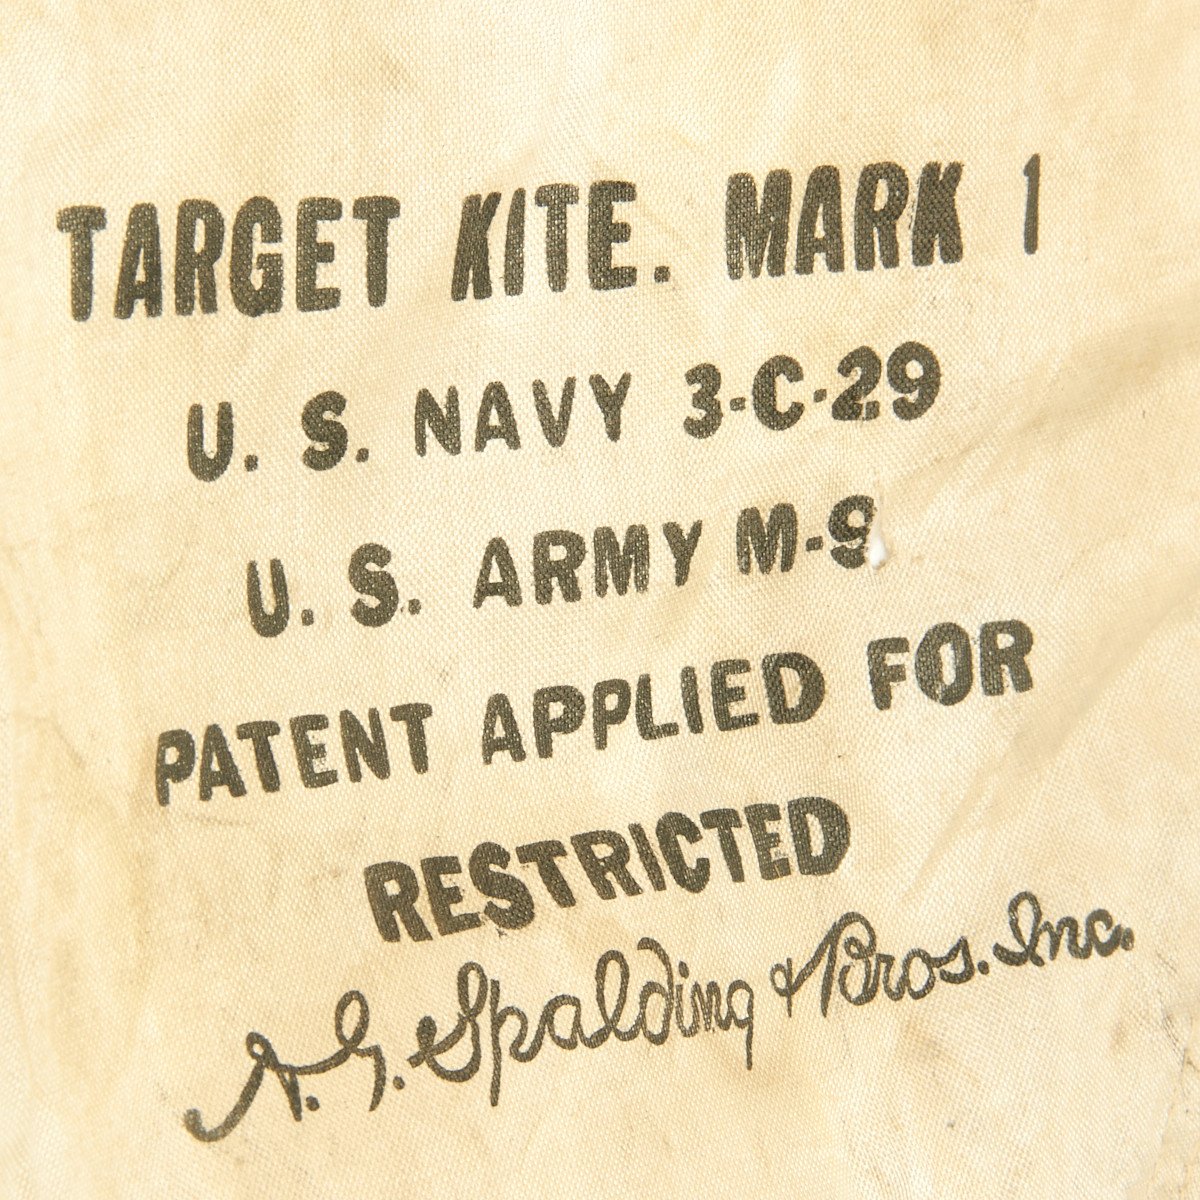 TARGET KITE. MARK 1
U. S. NAVY 3-C-29
U. S. ARMY M-9
PATENT APPLIED FOR
RESTRICTED
A. G. Spalding & Bros. Inc.